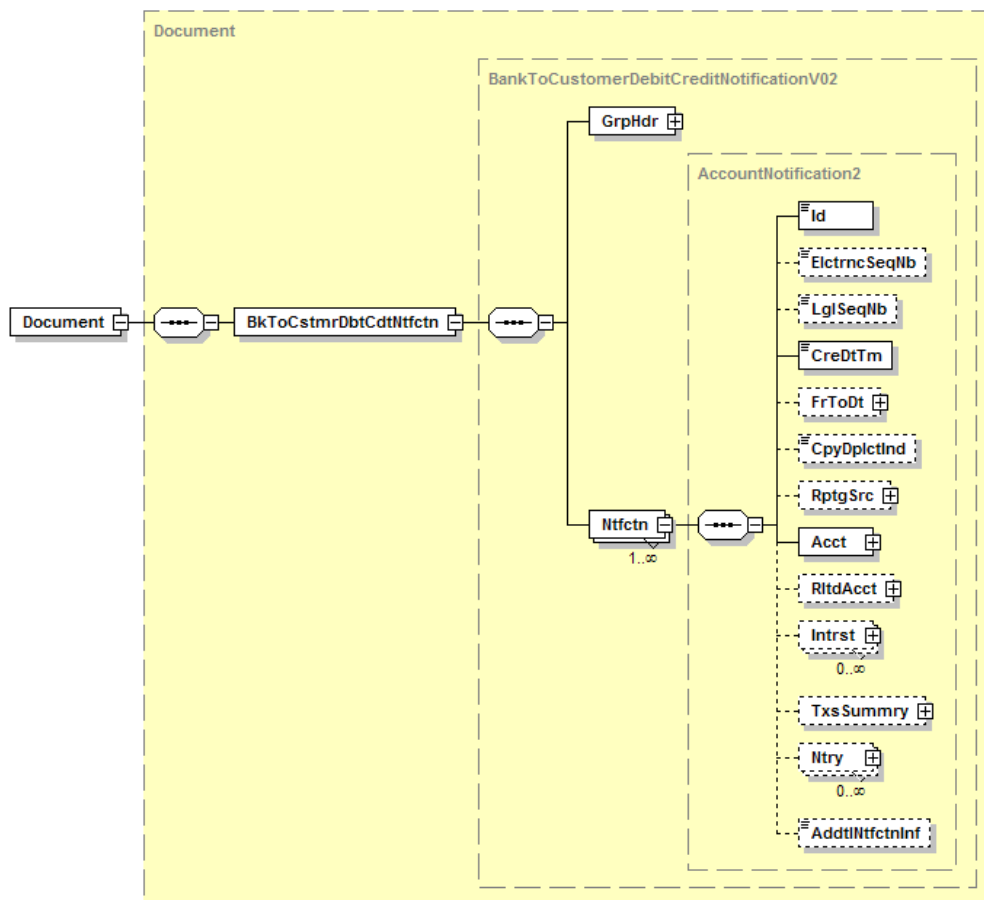 Document
BankToCustomerDebitCreditNotificationV02
GrpHdr
AccountNotification2
Id
ElctrncSeqNb
LglSeqNb
Document
BkToCstmrDbtCdtNtfctn
CreDtTm
FrToDt
CpyDplctInd
RptgSrc
Ntfctn
1..∞
Acct
RltdAcct
Intrst
0..∞
TxsSummry
Ntry
0..∞
AddtlNtfctnInf